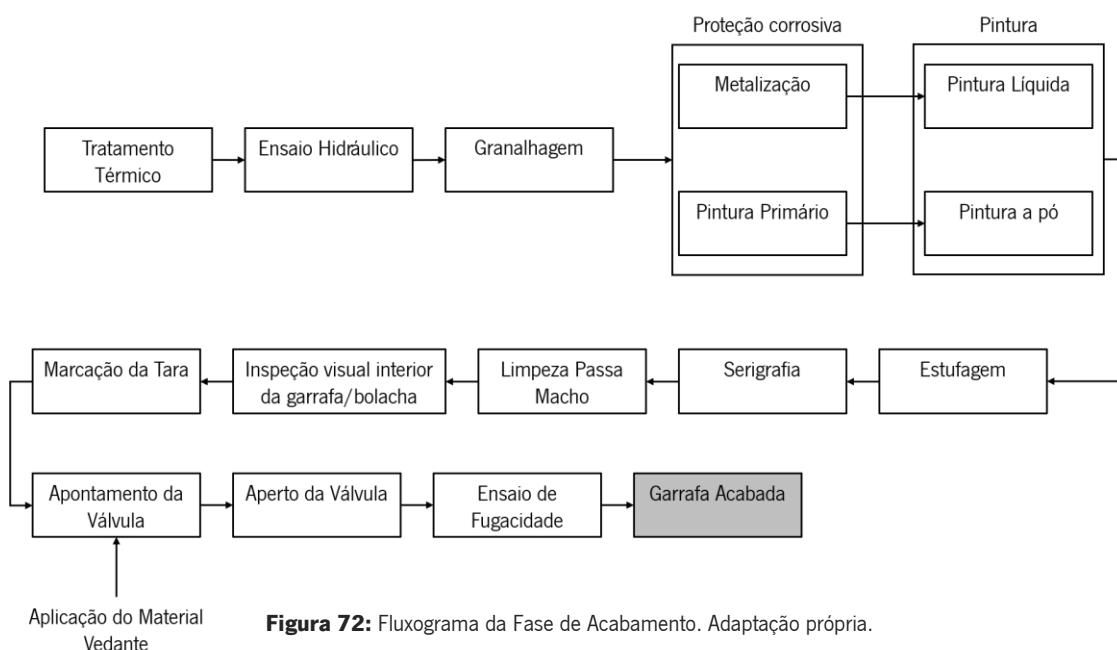 Proteção corrosiva
Pintura
Metalização
Pintura Líquida
Tratamento
Térmico
Ensaio Hidráulico
Granalhagem
Pintura Primário
Pintura a pó
Marcação da Tara
Inspeção visual interior
da garrafa/bolacha
Limpeza Passa
Macho
Serigrafia
Estufagem
Apontamento da
Válvula
Aperto da Válvula
Ensaio de
Fugacidade
Garrafa Acabada
Aplicação do Material
Vedante
Figura 72: Fluxograma da Fase de Acabamento. Adaptação própria.